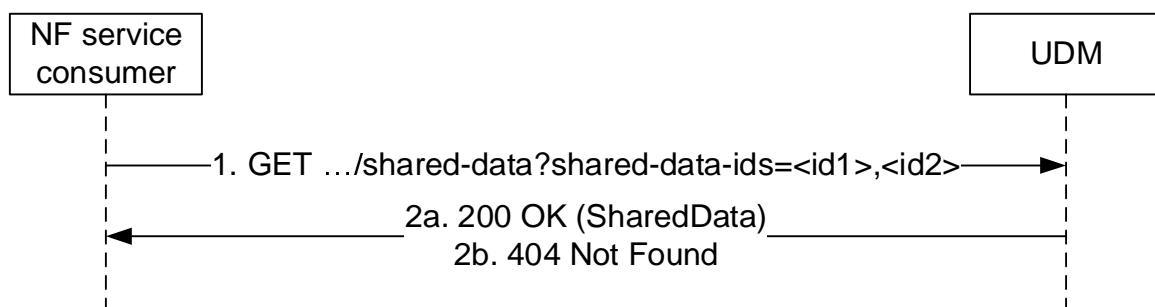 NF service
consumer
UDM
1. GET …/shared-data?shared-data-ids=<id1>,<id2>
2a. 200 OK (SharedData)
2b. 404 Not Found